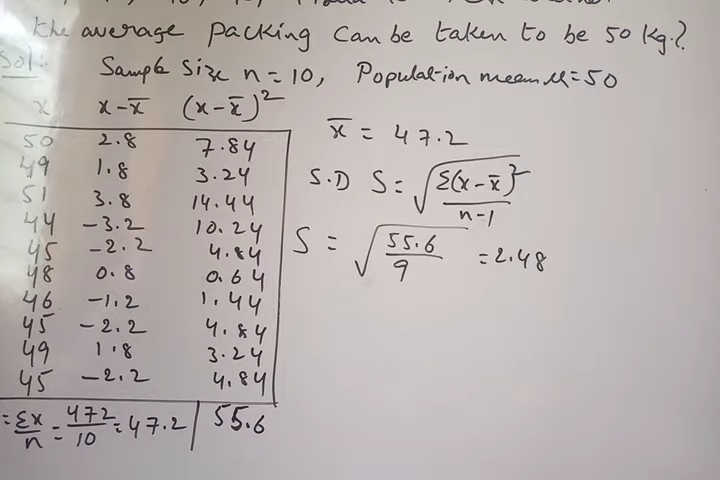 the average packing can be taken to be 50 kg.?
Sol:
Sample size n = 10, Population mean μ = 50
x x - x̄ (x - x̄)²
50 2.8 7.84
49 1.8 3.24
51 3.8 14.44
44 -3.2 10.24
45 -2.2 4.84
48 0.8 0.64
46 -1.2 1.44
45 -2.2 4.84
49 1.8 3.24
45 -2.2 4.84
= Σx/n = 472/10 = 47.2 | 55.6
x̄ = 47.2
S.D S = √(Σ(x - x̄)²/n-1)
S = √(55.6/9) = 2.48